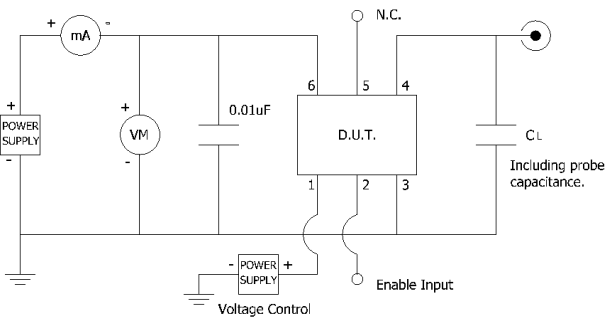 N.C.
+ -
mA
6 5 4
+
POWER
SUPPLY
-
+
VM
-
0.01uF
D.U.T.
CL
Including probe
capacitance.
1 2 3
- POWER
SUPPLY +
Enable Input
Voltage Control